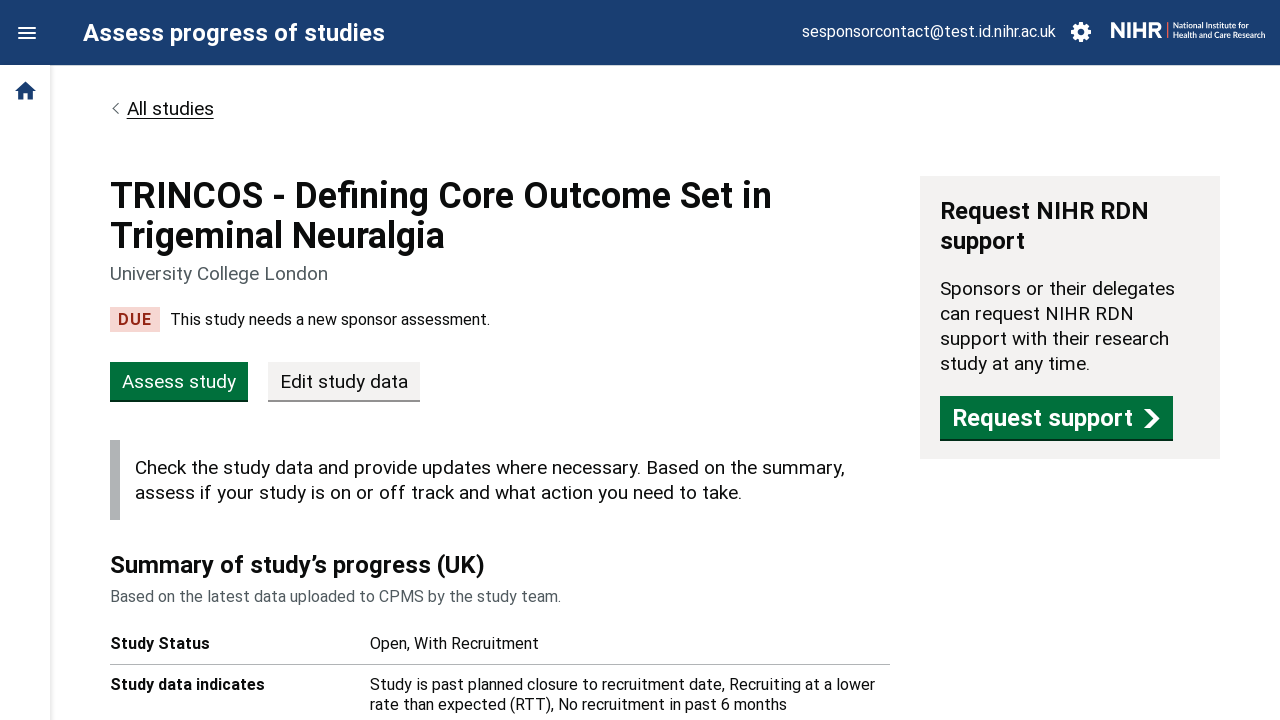 Assess progress of studies
sesponsorcontact@test.id.nihr.ac.uk
NIHR | National Institute for
Health and Care Research
All studies
TRINCOS - Defining Core Outcome Set in
Trigeminal Neuralgia
University College London
DUE This study needs a new sponsor assessment.
Assess study
Edit study data
Check the study data and provide updates where necessary. Based on the summary,
assess if your study is on or off track and what action you need to take.
Summary of study’s progress (UK)
Based on the latest data uploaded to CPMS by the study team.
Study Status Open, With Recruitment
Study data indicates Study is past planned closure to recruitment date, Recruiting at a lower
rate than expected (RTT), No recruitment in past 6 months
Request NIHR RDN
support
Sponsors or their delegates
can request NIHR RDN
support with their research
study at any time.
Request support